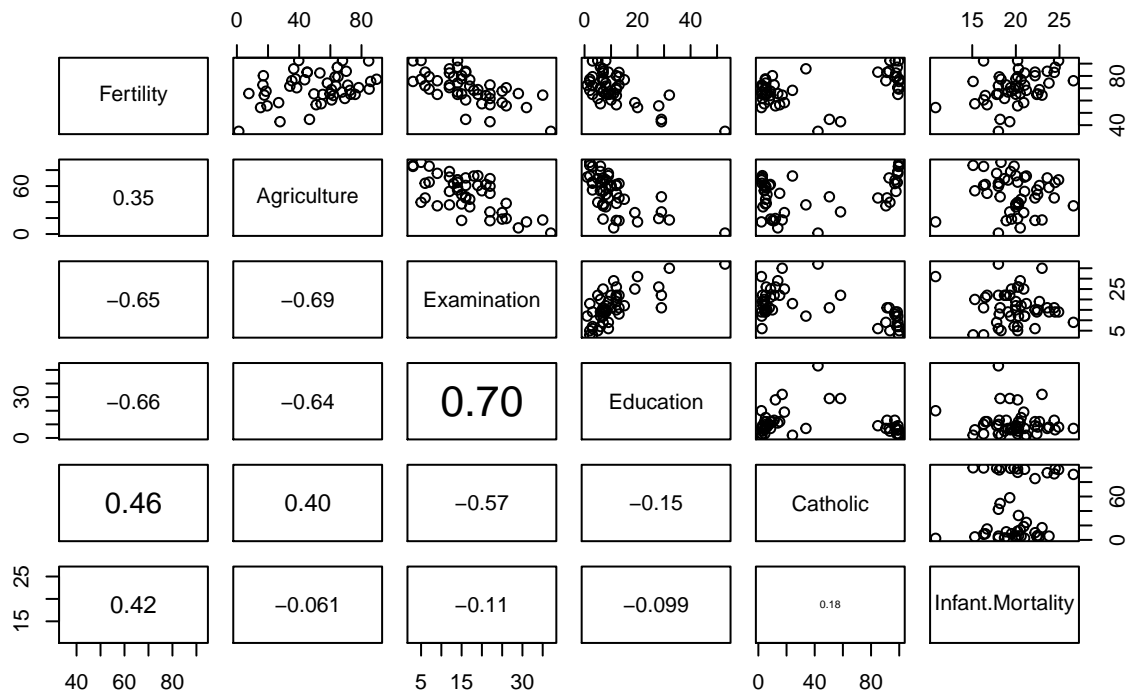 0 40 80 0 20 40 15 20 25
Fertility 40 80
0 60 0.35 Agriculture
−0.65 −0.69 Examination 5 25
0 30 −0.66 −0.64 0.70 Education
0.46 0.40 −0.57 −0.15 Catholic 0 60
15 25 0.42 −0.061 −0.11 −0.099 0.18 Infant.Mortality
40 60 80 5 15 30 0 40 80